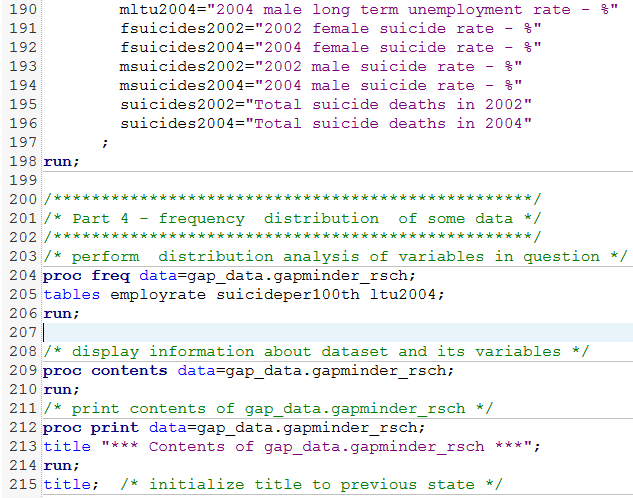 190         mltu2004="2004 male long term unemployment rate - %"
191         fsuicides2002="2002 female suicide rate - %"
192         fsuicides2004="2004 female suicide rate - %"
193         msuicides2002="2002 male suicide rate - %"
194         msuicides2004="2004 male suicide rate - %"
195         suicides2002="Total suicide deaths in 2002"
196         suicides2004="Total suicide deaths in 2004"
197       ;
198 run;
199
200 /**************************************************/
201 /* Part 4 - frequency  distribution  of some data */
202 /**************************************************/
203 /* perform  distribution analysis of variables in question */
204 proc freq data=gap_data.gapminder_rsch;
205 tables employrate suicideper100th ltu2004;
206 run;
207
208 /* display information about dataset and its variables */
209 proc contents data=gap_data.gapminder_rsch;
210 run;
211 /* print contents of gap_data.gapminder_rsch */
212 proc print data=gap_data.gapminder_rsch;
213 title "*** Contents of gap_data.gapminder_rsch ***";
214 run;
215 title;  /* initialize title to previous state */